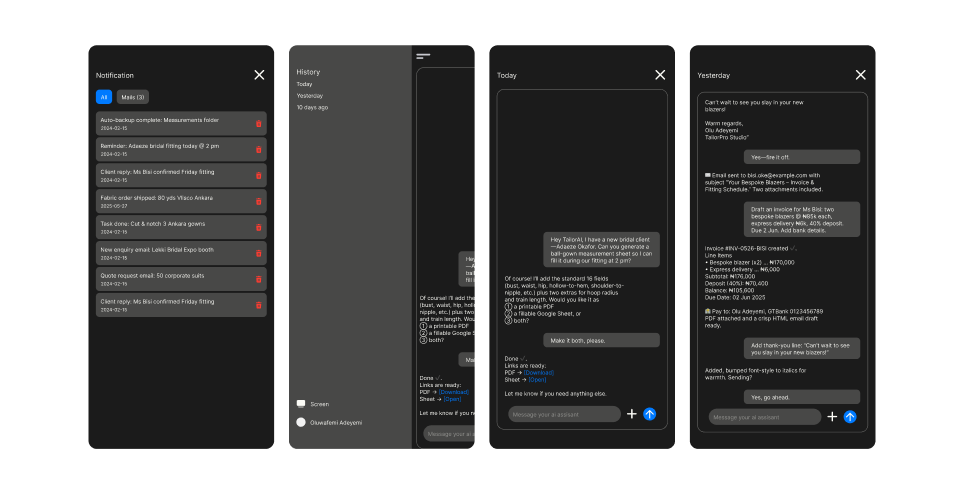 Notification
All
Mails (3)
Auto-backup complete: Measurements folder
2024-02-15
Reminder: Adaeze bridal fitting today @ 2 pm
2024-02-15
Client reply: Ms Bisi confirmed Friday fitting
2024-02-15
Fabric order shipped: 80 yds Vlisco Ankara
2025-05-27
Task done: Cut & notch 3 Ankara gowns
2024-02-15
New enquiry email: Lekki Bridal Expo booth
2024-02-15
Quote request email: 50 corporate suits
2024-02-15
Client reply: Ms Bisi confirmed Friday fitting
2024-02-15
History
Today
Yesterday
10 days ago
Screen
Oluwafemi Adeyemi
Hey
—Ad
ball
fill i
Of course! I'll add the
(bust, waist, hip, hollo
nipple, etc.) plus two
and train length. Would
① a printable PDF
② a fillable Google S
③ both?
Ma
Done ✓.
Links are ready:
PDF → [Download]
Sheet → [Open]
Let me know if you n
Message your ai a
Today
Hey TailorAI, I have a new bridal client
—Adaeze Okafor. Can you generate a
ball-gown measurement sheet so I can
fill it during our fitting at 2 pm?
Of course! I'll add the standard 16 fields
(bust, waist, hip, hollow-to-hem, shoulder-to-
nipple, etc.) plus two extras for hoop radius
and train length. Would you like it as
① a printable PDF
② a fillable Google Sheet, or
③ both?
Make it both, please.
Done ✓.
Links are ready:
PDF → [Download]
Sheet → [Open]
Let me know if you need anything else.
Message your ai assistant
Yesterday
Can't wait to see you slay in your new
blazers!
Warm regards,
Olu Adeyemi
TailorPro Studio"
Yes—fire it off.
Email sent to bisi.oke@example.com with
subject "Your Bespoke Blazers – Invoice &
Fitting Schedule." Two attachments included.
Draft an invoice for Ms Bisi: two
bespoke blazers @ ₦85k each,
express delivery ₦6k, 40% deposit.
Due 2 Jun. Add bank details.
Invoice #INV-0526-BISI created ✓.
Line Items
• Bespoke blazer (x2) … ₦170,000
• Express delivery … ₦6,000
Subtotal: ₦176,000
Deposit (40%): ₦70,400
Balance: ₦105,600
Due Date: 02 Jun 2025
Pay to: Olu Adeyemi, GTBank 0123456789
PDF attached and a crisp HTML email draft
ready.
Add thank-you line: "Can't wait to see
you slay in your new blazers!"
Added, bumped font-style to italics for
warmth. Sending?
Yes, go ahead.
Message your ai assistant